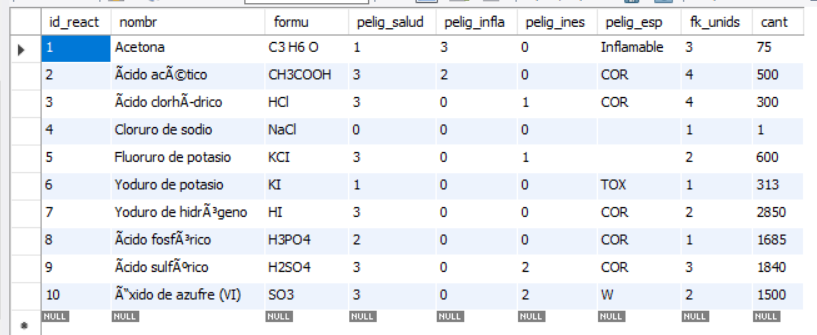 id_react nombr formu pelig_salud pelig_infla pelig_ines pelig_esp fk_unids cant
1 Acetona C3 H6 O 1 3 0 Inflamable 3 75
2 Ãcido acÃ©tico CH3COOH 3 2 0 COR 4 500
3 Ãcido clorhÃ-drico HCl 3 0 1 COR 4 300
4 Cloruro de sodio NaCl 0 0 0 1 1
5 Fluoruro de potasio KCI 3 0 1 2 600
6 Yoduro de potasio KI 1 0 0 TOX 1 313
7 Yoduro de hidrÃ³geno HI 3 0 0 COR 2 2850
8 Ãcido fosfÃ³rico H3PO4 2 0 0 COR 1 1685
9 Ãcido sulfÃºrico H2SO4 3 0 2 COR 3 1840
10 Ã“xido de azufre (VI) SO3 3 0 2 W 2 1500
NULL NULL NULL NULL NULL NULL NULL NULL NULL